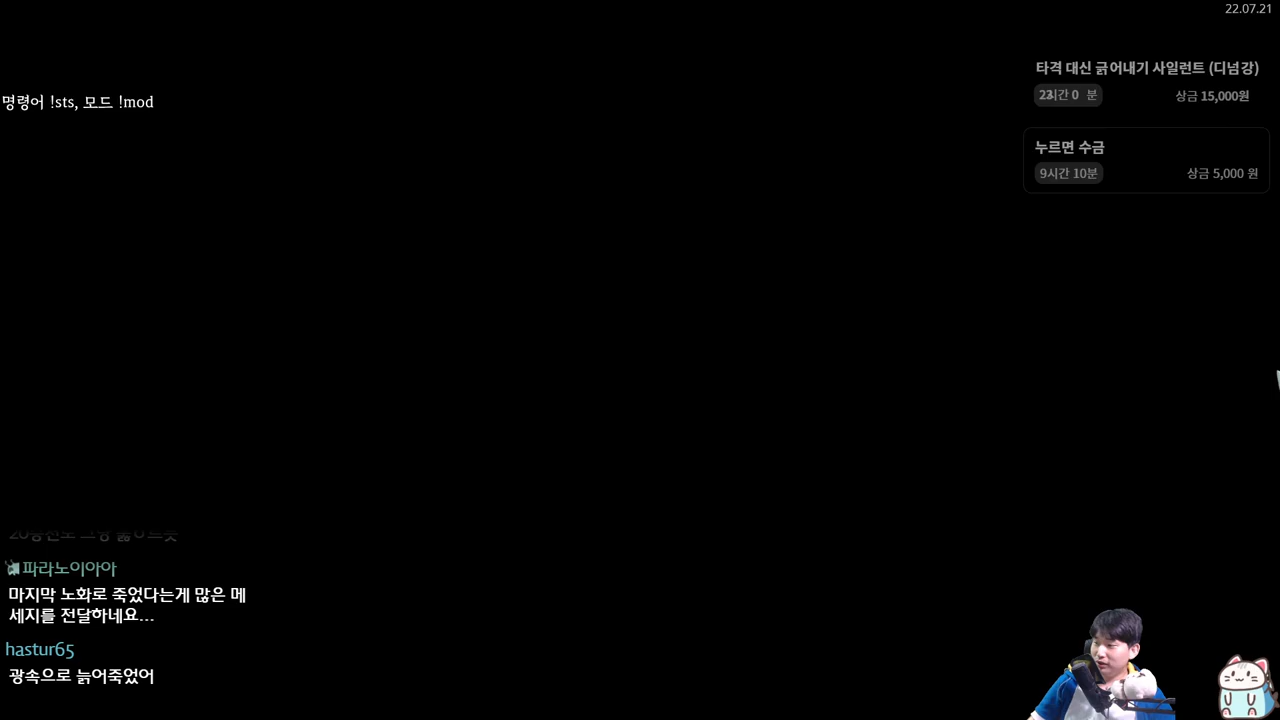 22.07.21
타격 대신 긁어내기 사일런트 (디넘강)
시간 0 분
상금 15,000원
명령어 !sts, 모드 !mod
누르면 수금
9시간 10분
상금 5,000 원
파라노이아아
마지막 노화로 죽었다는게 많은 메
세지를 전달하네요...
hastur65
광속으로 늙어죽었어